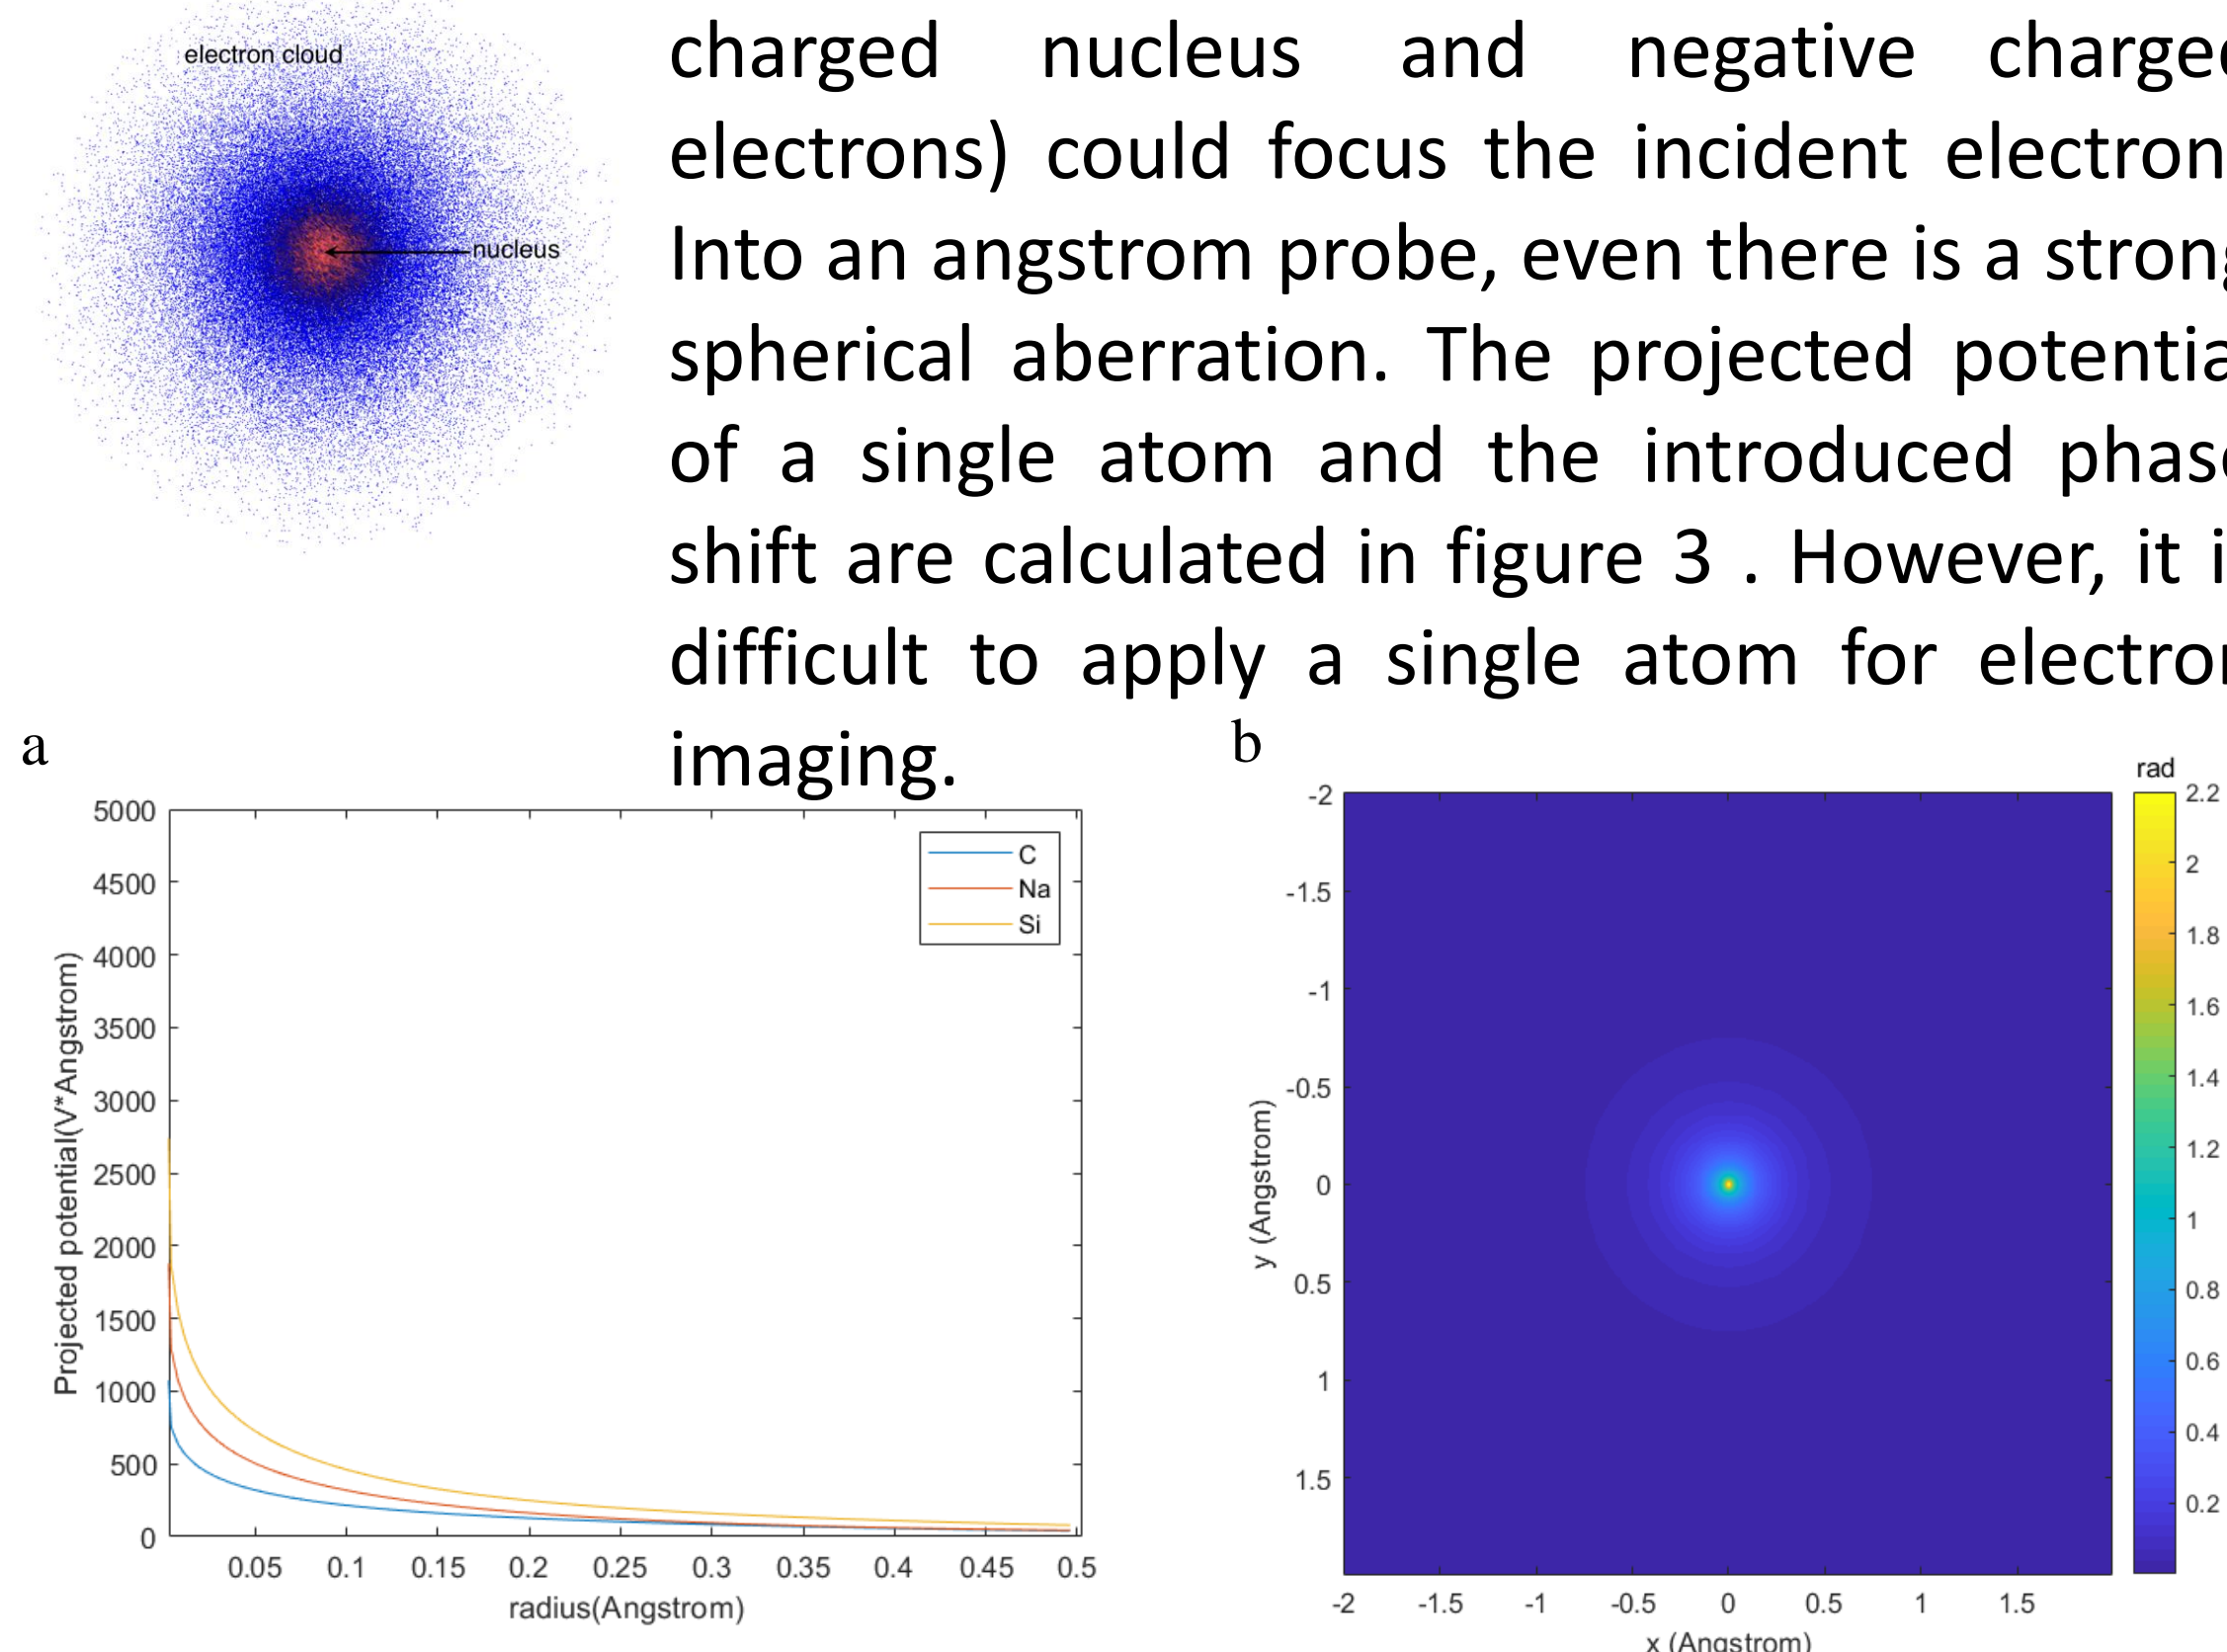 electron cloud
nucleus
charged nucleus and negative charged
electrons) could focus the incident electron
Into an angstrom probe, even there is a strong
spherical aberration. The projected potentia
of a single atom and the introduced phase
shift are calculated in figure 3 . However, it i
difficult to apply a single atom for electron
imaging.
a
5000
4500
4000
3500
3000
2500
2000
1500
1000
500
0
Projected potential(V*Angstrom)
C
Na
Si
0.05 0.1 0.15 0.2 0.25 0.3 0.35 0.4 0.45 0.5
radius(Angstrom)
b
rad
-2
-1.5
-1
-0.5
0
0.5
1
1.5
y (Angstrom)
-2 -1.5 -1 -0.5 0 0.5 1 1.5
x (Angstrom)
2.2
2
1.8
1.6
1.4
1.2
1
0.8
0.6
0.4
0.2